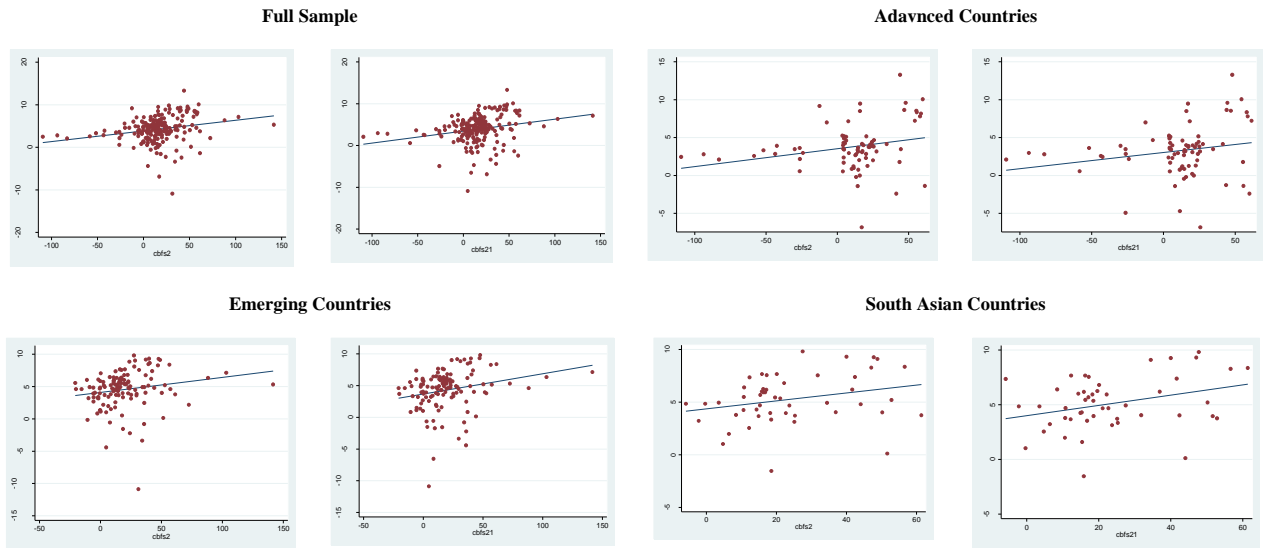 Full Sample
Adavnced Countries
20
10
0
-10
-20
-100 -50 0 50 100 150
cbfs2
20
10
0
-10
-20
-100 -50 0 50 100 150
cbfs21
15
10
5
0
-5
-100 -50 0 50
cbfs2
15
10
5
0
-5
-100 -50 0 50
cbfs21
Emerging Countries
South Asian Countries
10
5
0
-5
-10
-15
-50 0 50 100 150
cbfs2
10
5
0
-5
-10
-15
-50 0 50 100 150
cbfs21
10
5
0
-5
0 20 40 60
cbfs2
10
5
0
-5
0 20 40 60
cbfs21